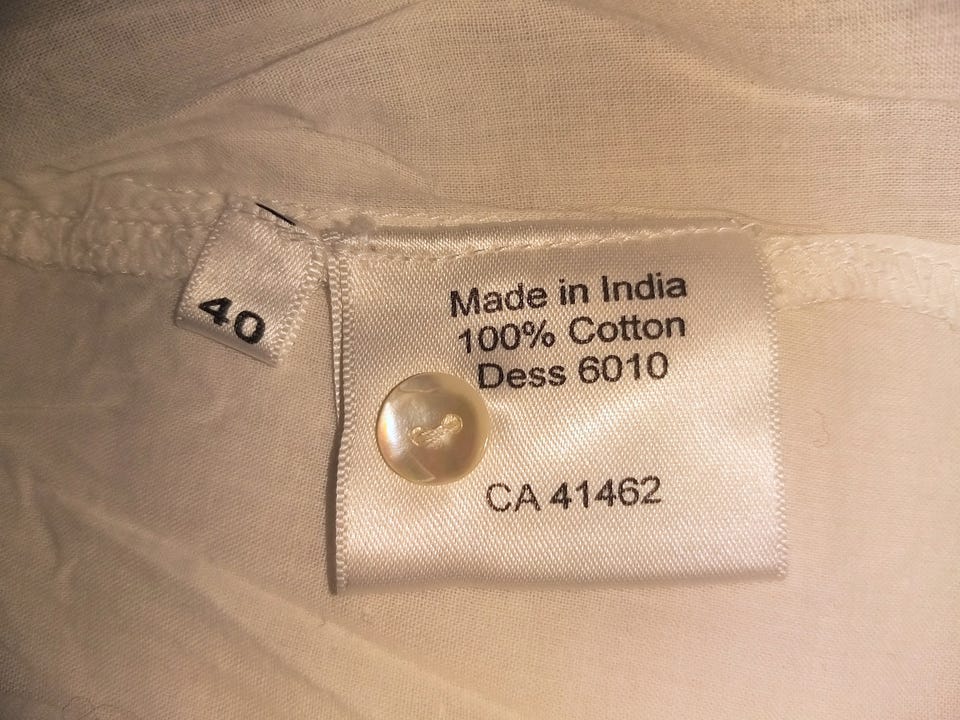 40
Made in India
100% Cotton
Dess 6010
CA 41462